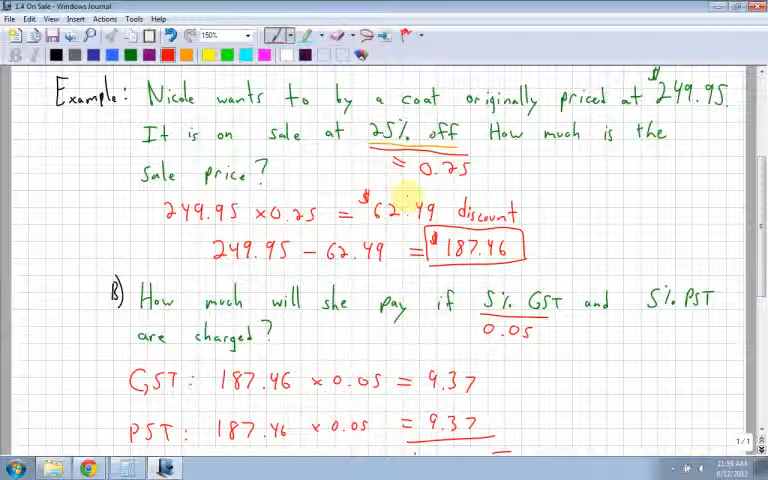 1.4 On Sale - Windows Journal
File Edit View Insert Actions Tools Help
150%
Example: Nicole wants to by a coat originally priced at $249.95.
It is on sale at 25% off How much is the
= 0.25
sale price?
249.95 × 0.25 = $62.49 discount
249.95 - 62.49 = $187.46
B) How much will she pay if 5% GST and 5% PST
0.05
are charged?
GST: 187.46 × 0.05 = 9.37
PST: 187.46 × 0.05 = 9.37
1/1
11:59 AM
6/12/2012